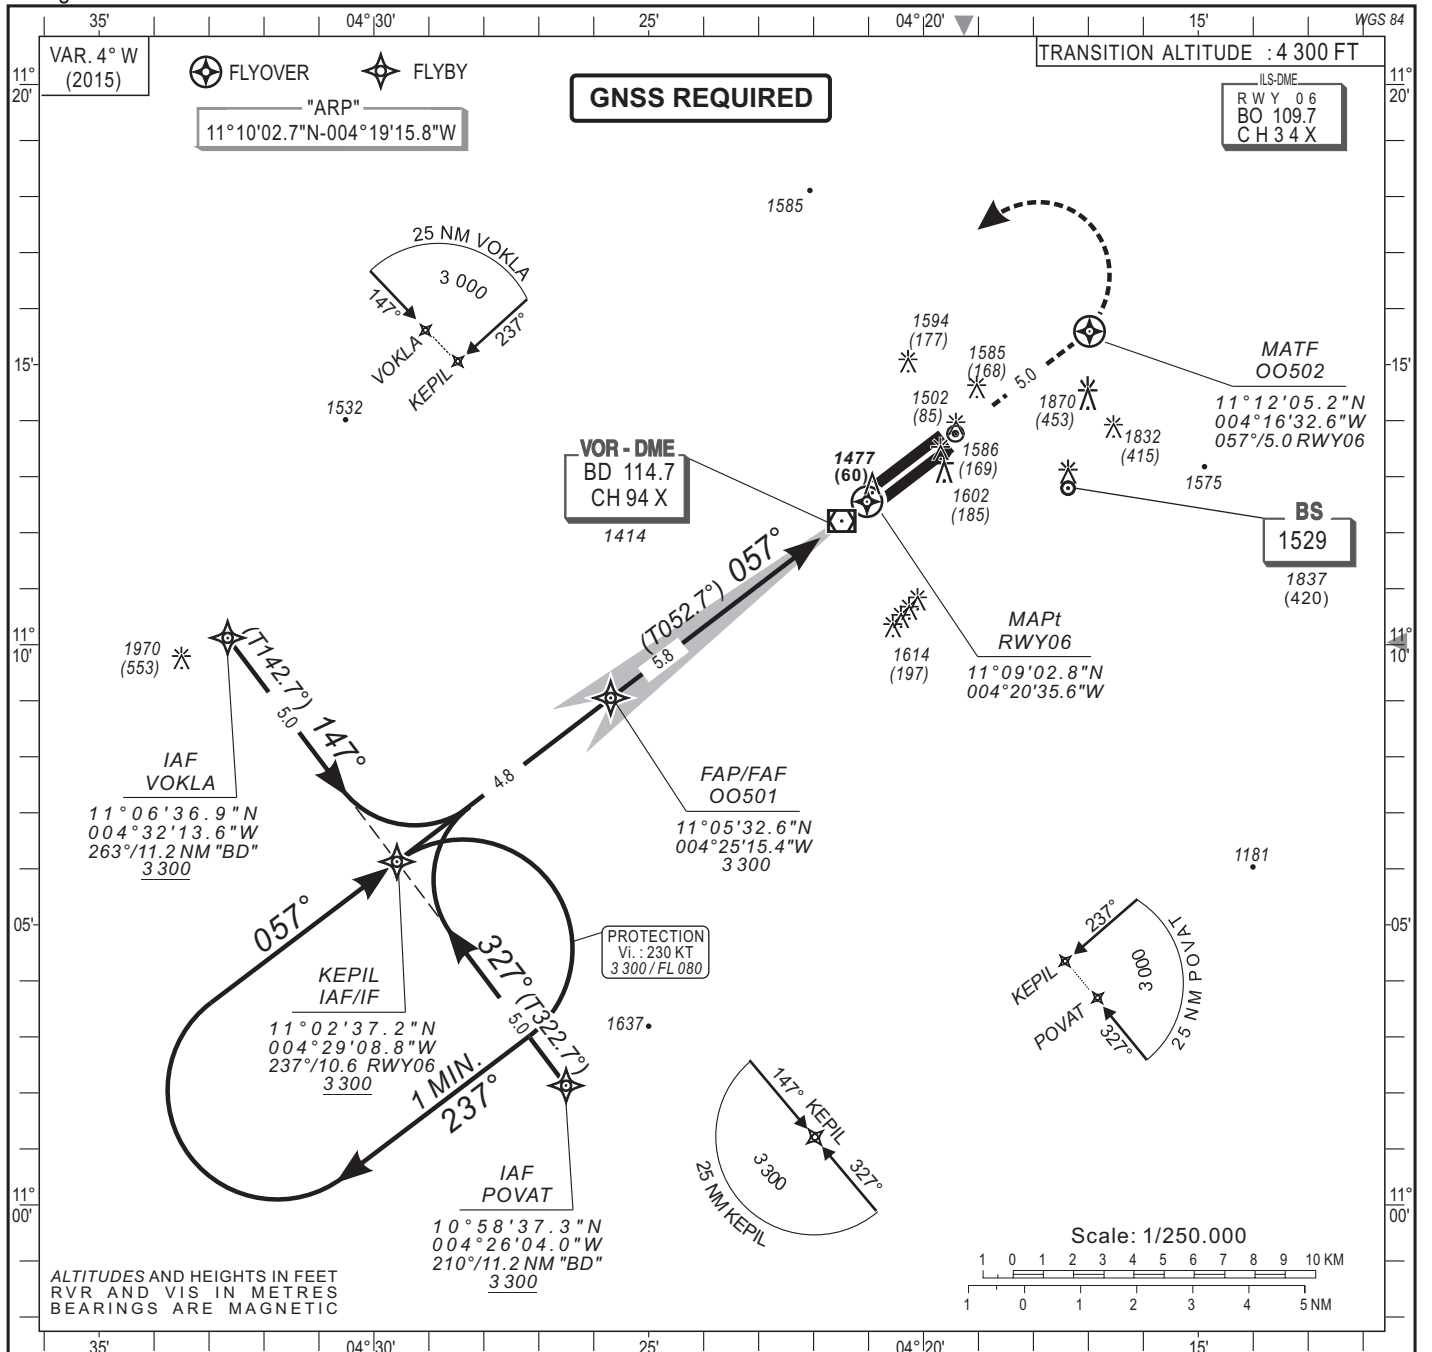 35'
04°30'
25'
04°20'
15'
WGS 84
VAR. 4° W
(2015)
FLYOVER
FLYBY
"ARP"
11°10'02.7"N-004°19'15.8"W
GNSS REQUIRED
TRANSITION ALTITUDE : 4 300 FT
ILS-DME
RWY 06
BO 109.7
CH34X
11°
20'
11°
20'
1585
25 NM VOKLA
3 000
147°
237°
VOKLA
KEPIL
1532
15'
15'
1594
(177)
1585
(168)
5.0
1502
(85)
1870
(453)
1832
(415)
1586
(169)
1602
(185)
1575
MATF
OO502
11°12'05.2"N
004°16'32.6"W
057°/5.0 RWY06
VOR - DME
BD 114.7
CH 94 X
1414
1477
(60)
BS
1529
1837
(420)
057°
(T052.7°)
5.8
MAPt
RWY06
11°09'02.8"N
004°20'35.6"W
1614
(197)
11°
10'
11°
10'
1970
(553)
(T142.7°)
147°
5.0
IAF
VOKLA
11°06'36.9"N
004°32'13.6"W
263°/11.2 NM "BD"
3 300
4.8
FAP/FAF
OO501
11°05'32.6"N
004°25'15.4"W
3 300
1181
05'
05'
057°
PROTECTION
Vi. : 230 KT
3 300 / FL 080
KEPIL
IAF/IF
11°02'37.2"N
004°29'08.8"W
237°/10.6 RWY06
3 300
327°
(T322.7°)
5.0
1637
1 MIN.
237°
237°
3 000
25 NM POVAT
KEPIL
POVAT
327°
147°
KEPIL
327°
3 300
25 NM KEPIL
IAF
POVAT
10°58'37.3"N
004°26'04.0"W
210°/11.2 NM "BD"
3 300
11°
00'
11°
00'
ALTITUDES AND HEIGHTS IN FEET
RVR AND VIS IN METRES
BEARINGS ARE MAGNETIC
Scale: 1/250.000
1 0 1 2 3 4 5 6 7 8 9 10 KM
1 0 1 2 3 4 5 NM
35'
04°30'
25'
04°20'
15'